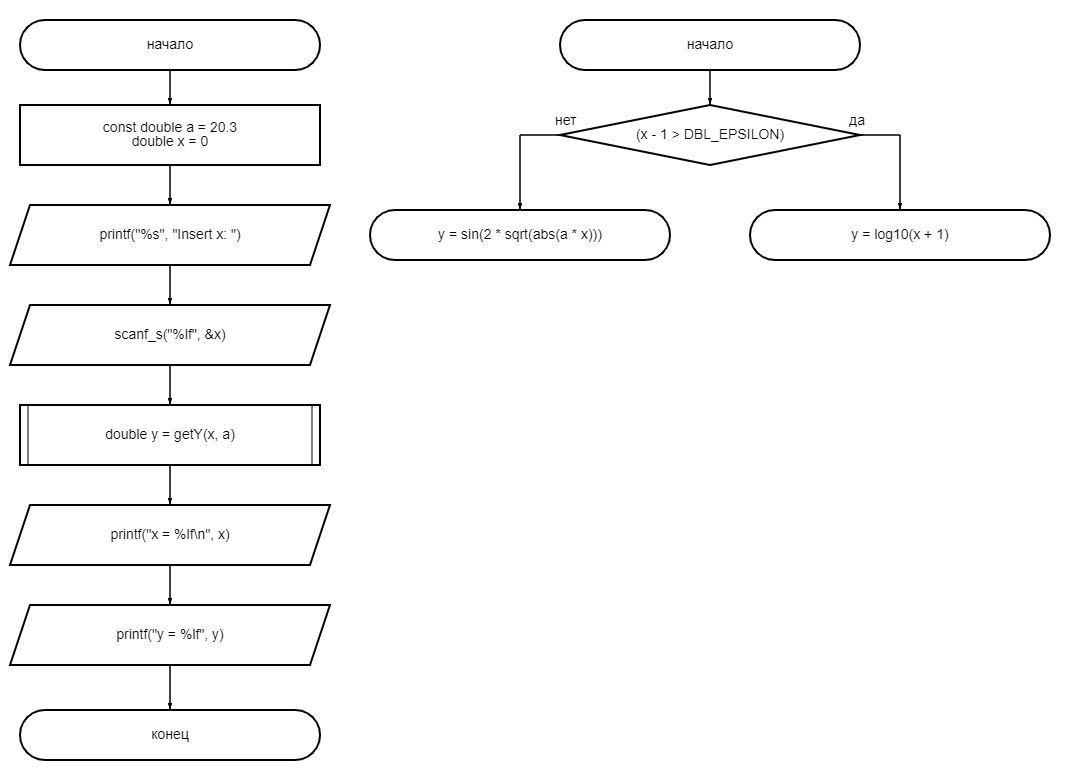 начало
const double a = 20.3
double x = 0
printf("%s", "Insert x: ")
scanf_s("%lf", &x)
double y = getY(x, a)
printf("x = %lf\n", x)
printf("y = %lf", y)
конец
начало
(x - 1 > DBL_EPSILON)
нет
да
y = sin(2 * sqrt(abs(a * x)))
y = log10(x + 1)